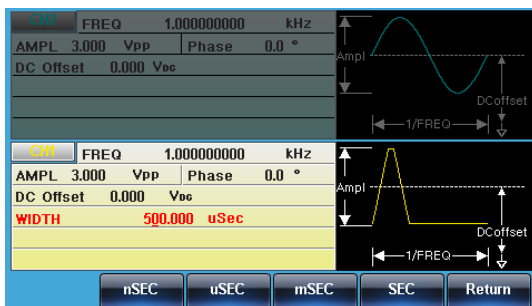 CH2 FREQ 1.000000000 kHz
AMPL 3.000 Vpp Phase 0.0 °
DC Offset 0.000 VDC
Ampl
DCoffset
1/FREQ
CH1 FREQ 1.000000000 kHz
AMPL 3.000 Vpp Phase 0.0 °
DC Offset 0.000 VDC
WIDTH 500.000 uSec
Ampl
DCoffset
1/FREQ
nSEC uSEC mSEC SEC Return